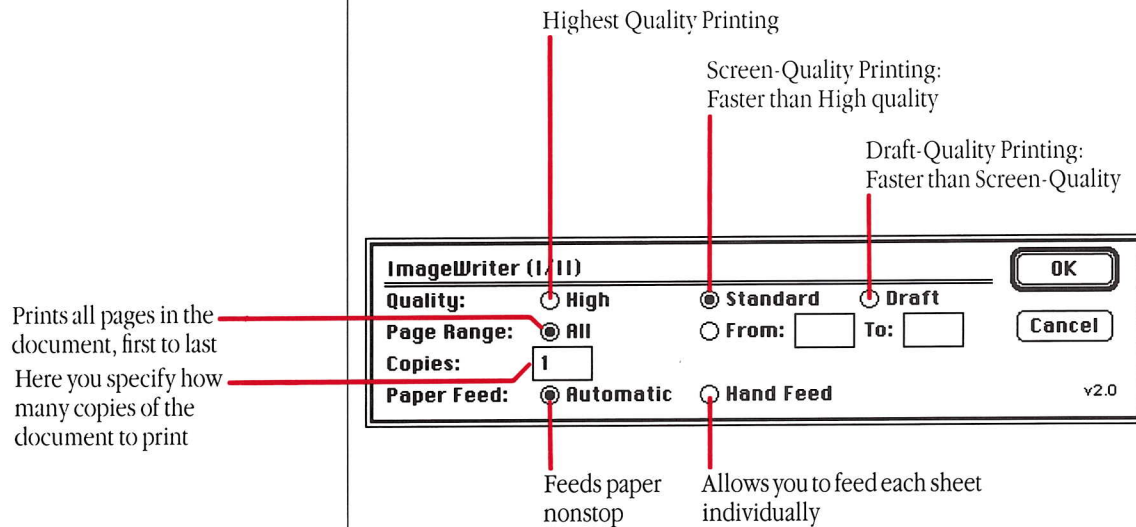 Highest Quality Printing
Screen-Quality Printing:
Faster than High quality
Draft-Quality Printing:
Faster than Screen-Quality
ImageWriter (I/II)
OK
Quality: High Standard Draft
Prints all pages in the
document, first to last
Page Range: All From: To:
Cancel
Here you specify how
many copies of the
document to print
Copies: 1
Paper Feed: Automatic Hand Feed
v2.0
Feeds paper
nonstop
Allows you to feed each sheet
individually